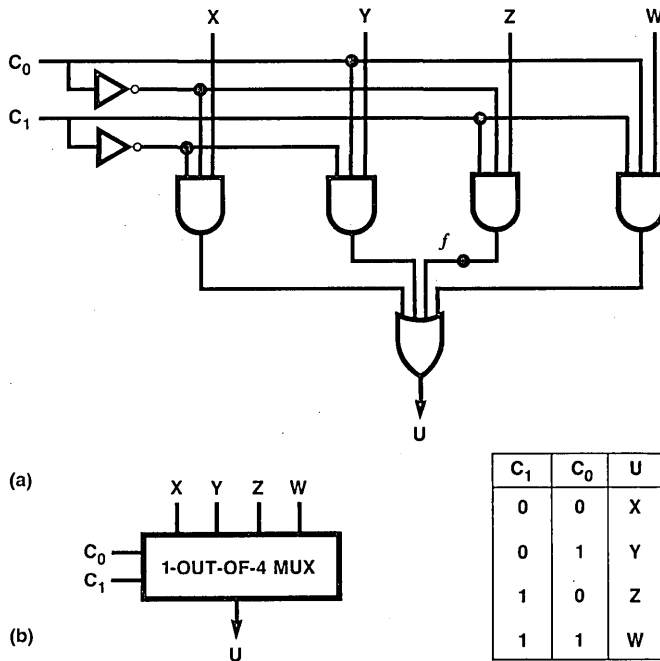 X Y Z W
C₀
C₁
f
U
(a)
X Y Z W
C₀
C₁
1-OUT-OF-4 MUX
(b)
U
C₁ C₀ U
0 0 X
0 1 Y
1 0 Z
1 1 W